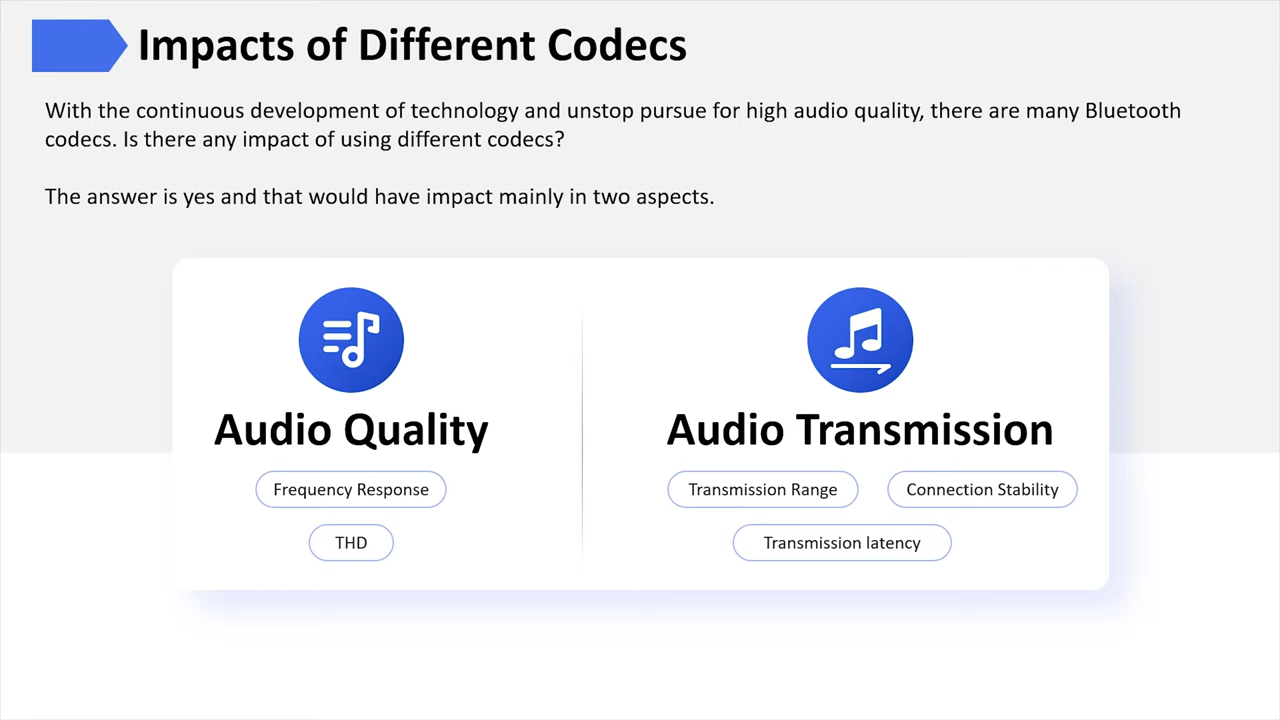 Impacts of Different Codecs
With the continuous development of technology and unstop pursue for high audio quality, there are many Bluetooth
codecs. Is there any impact of using different codecs?
The answer is yes and that would have impact mainly in two aspects.
Audio Quality
Frequency Response
THD
Audio Transmission
Transmission Range
Connection Stability
Transmission latency